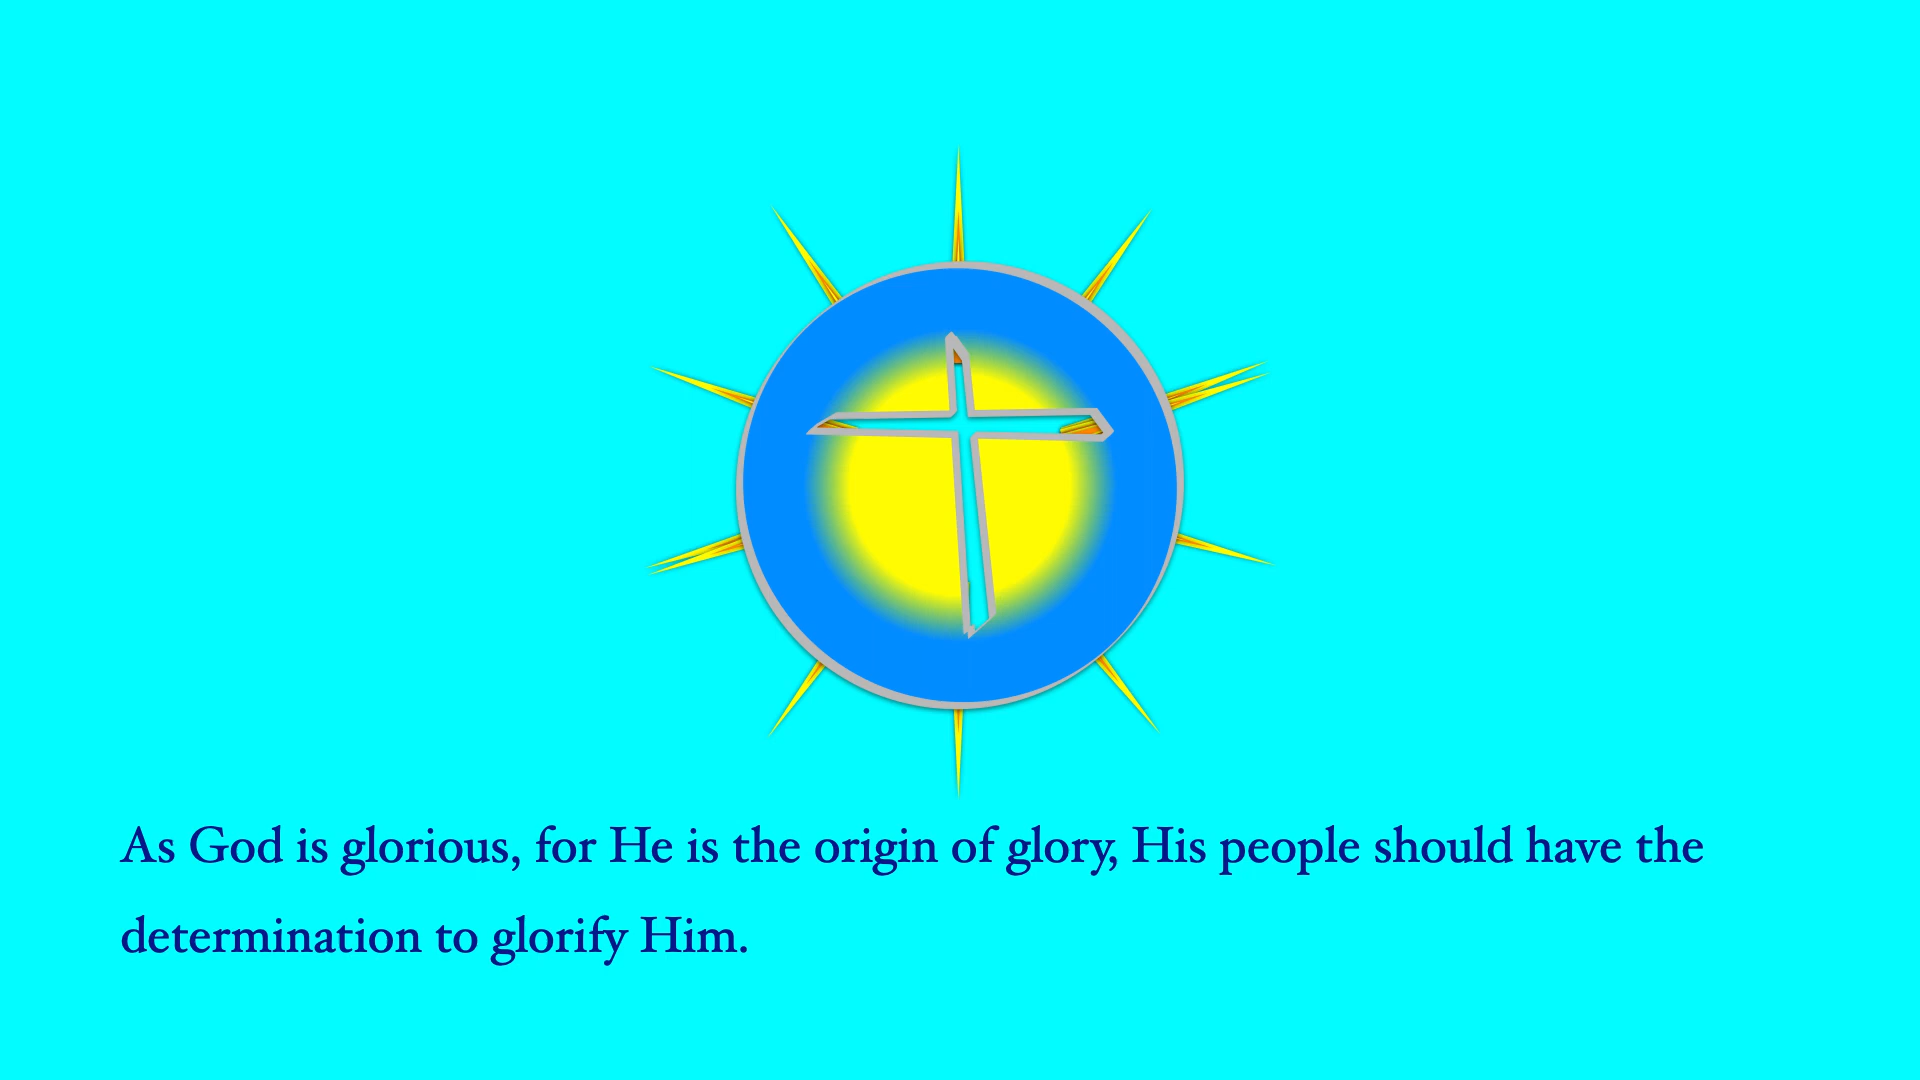 As God is glorious, for He is the origin of glory, His people should have the
determination to glorify Him.